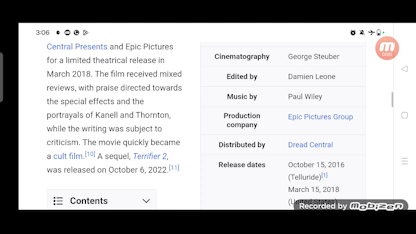 3:06
Central Presents and Epic Pictures
for a limited theatrical release in
March 2018. The film received mixed
reviews, with praise directed towards
the special effects and the
portrayals of Kanell and Thornton,
while the writing was subject to
criticism. The movie quickly became
a cult film.[10] A sequel, Terrifier 2,
was released on October 6, 2022.[11]
Contents
Cinematography George Steuber
Edited by Damien Leone
Music by Paul Wiley
Production Epic Pictures Group
company
Distributed by Dread Central
Release dates October 15, 2016
(Telluride)[1]
March 15, 2018
(United States)
Recorded by Mobizen